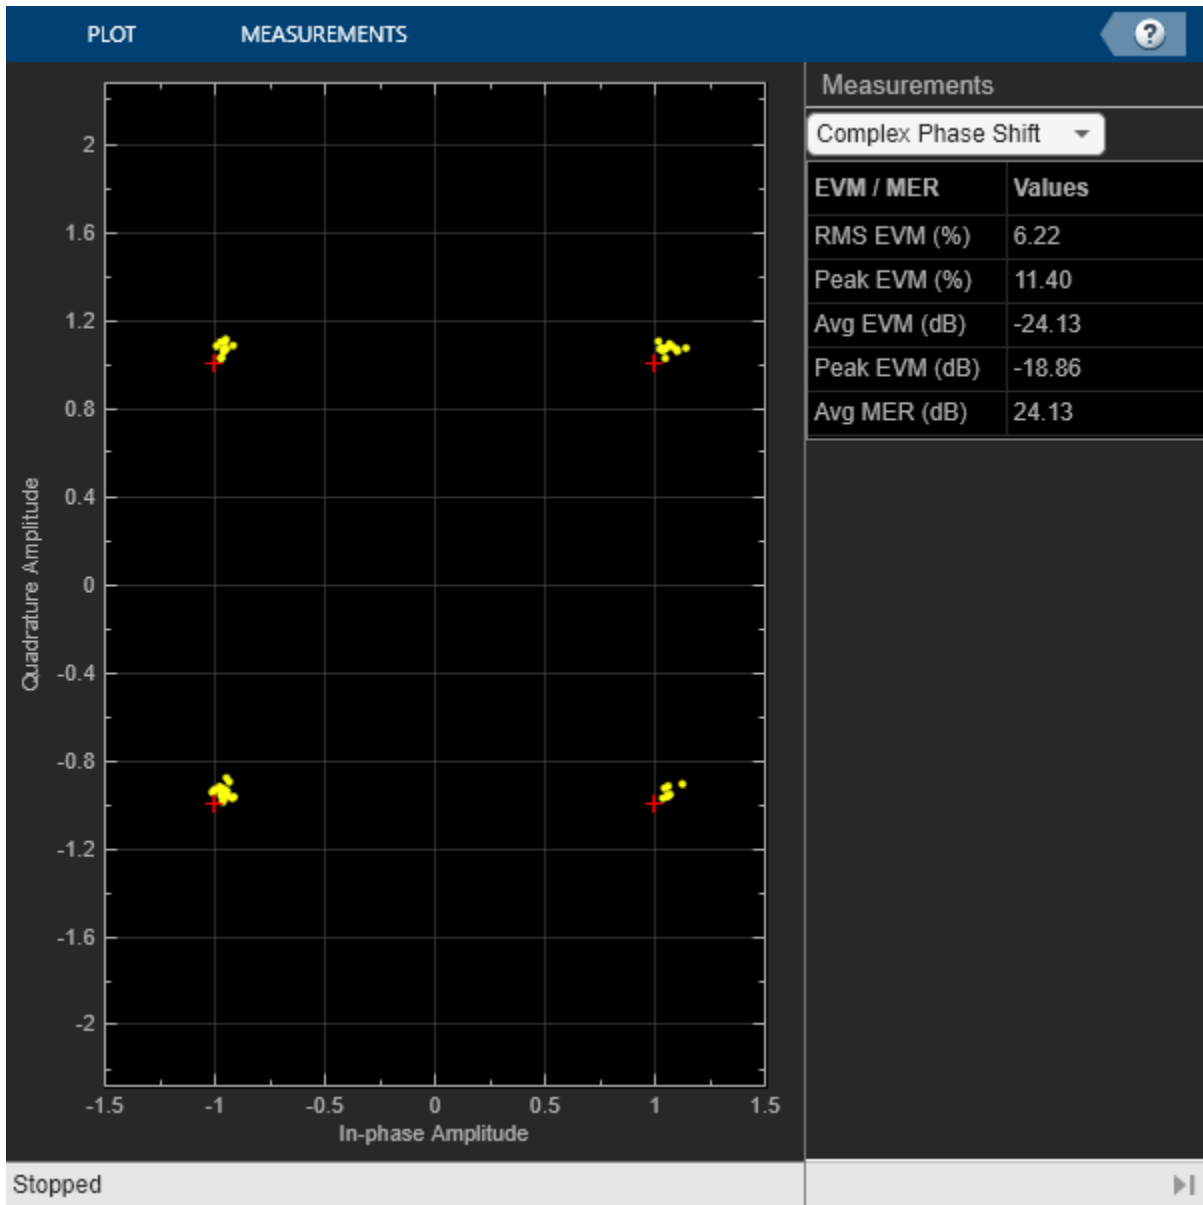 PLOT MEASUREMENTS ?
Measurements
Complex Phase Shift
EVM / MER Values
RMS EVM (%) 6.22
Peak EVM (%) 11.40
Avg EVM (dB) -24.13
Peak EVM (dB) -18.86
Avg MER (dB) 24.13
Quadrature Amplitude
2
1.6
1.2
0.8
0.4
0
-0.4
-0.8
-1.2
-1.6
-2
-1.5 -1 -0.5 0 0.5 1 1.5
In-phase Amplitude
Stopped